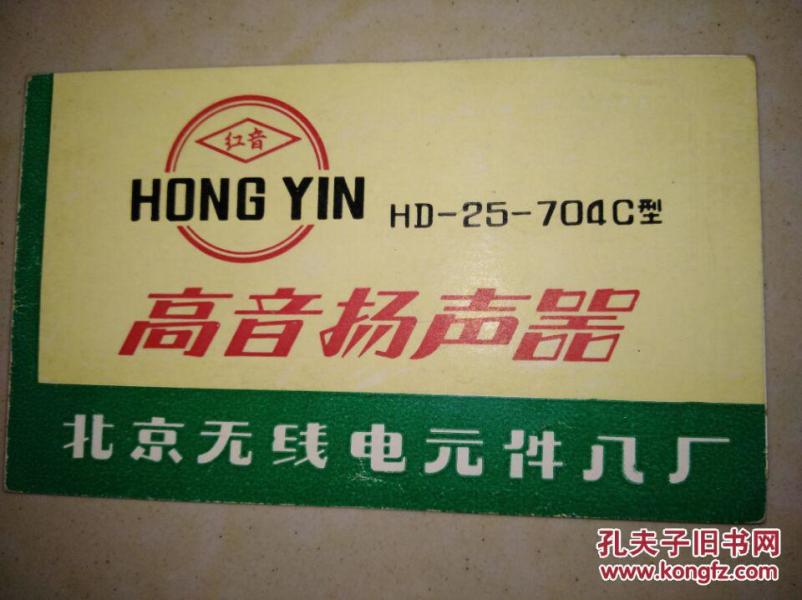 红音
HONG YIN
HD-25-704C型
高音扬声器
北京无线电元件八厂
孔夫子旧书网
www.kongfz.com